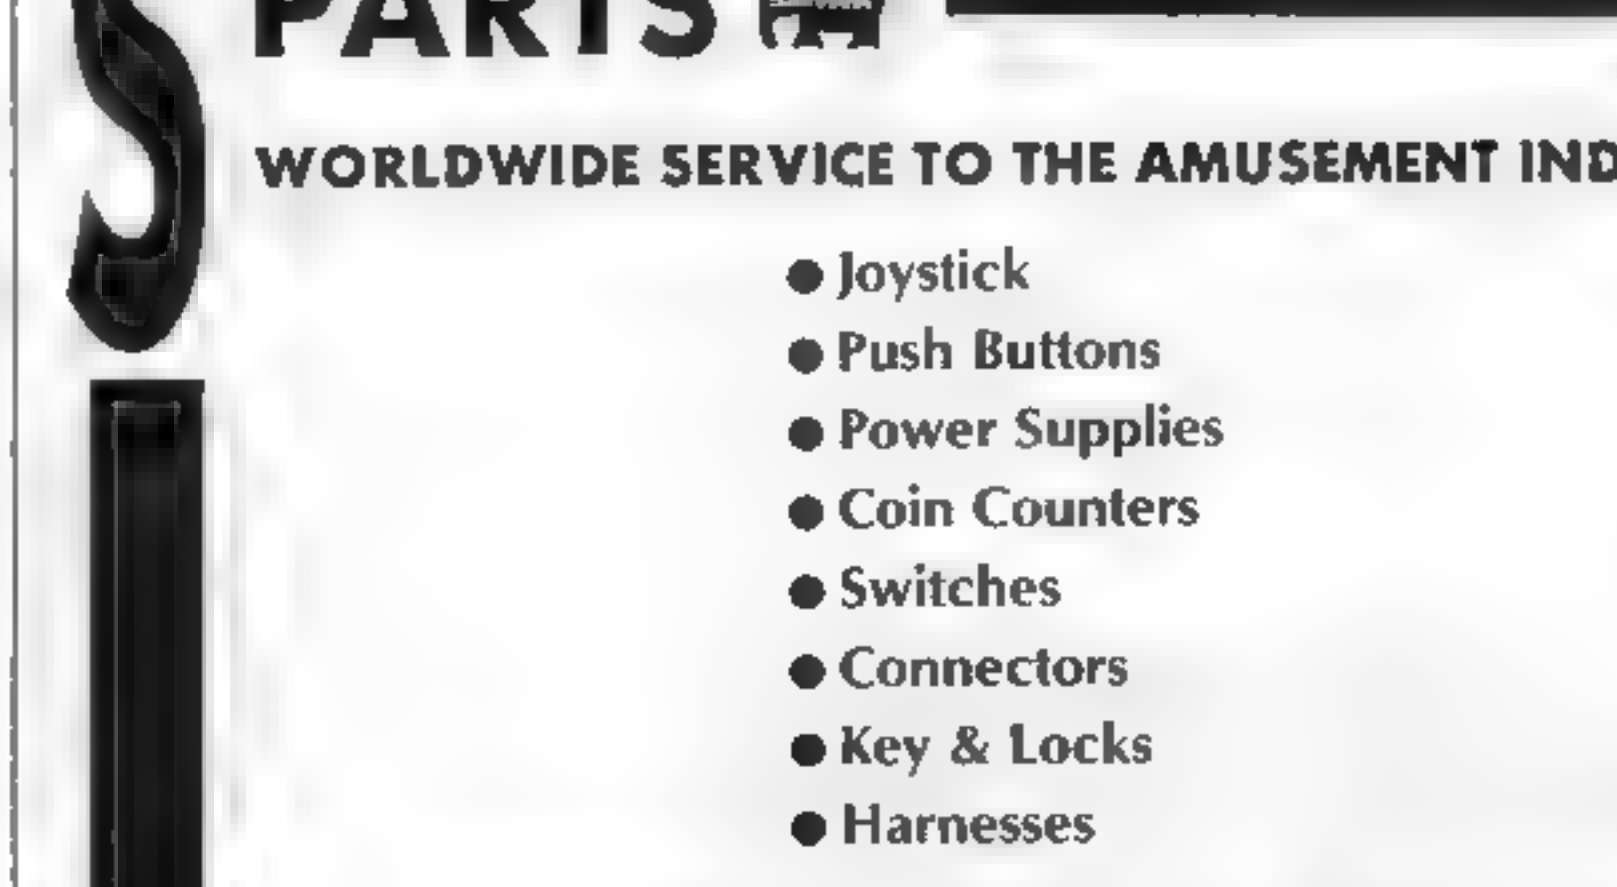 PARTS
WORLDWIDE SERVICE TO THE AMUSEMENT IND
● Joystick
● Push Buttons
● Power Supplies
● Coin Counters
● Switches
● Connectors
● Key & Locks
● Harnesses